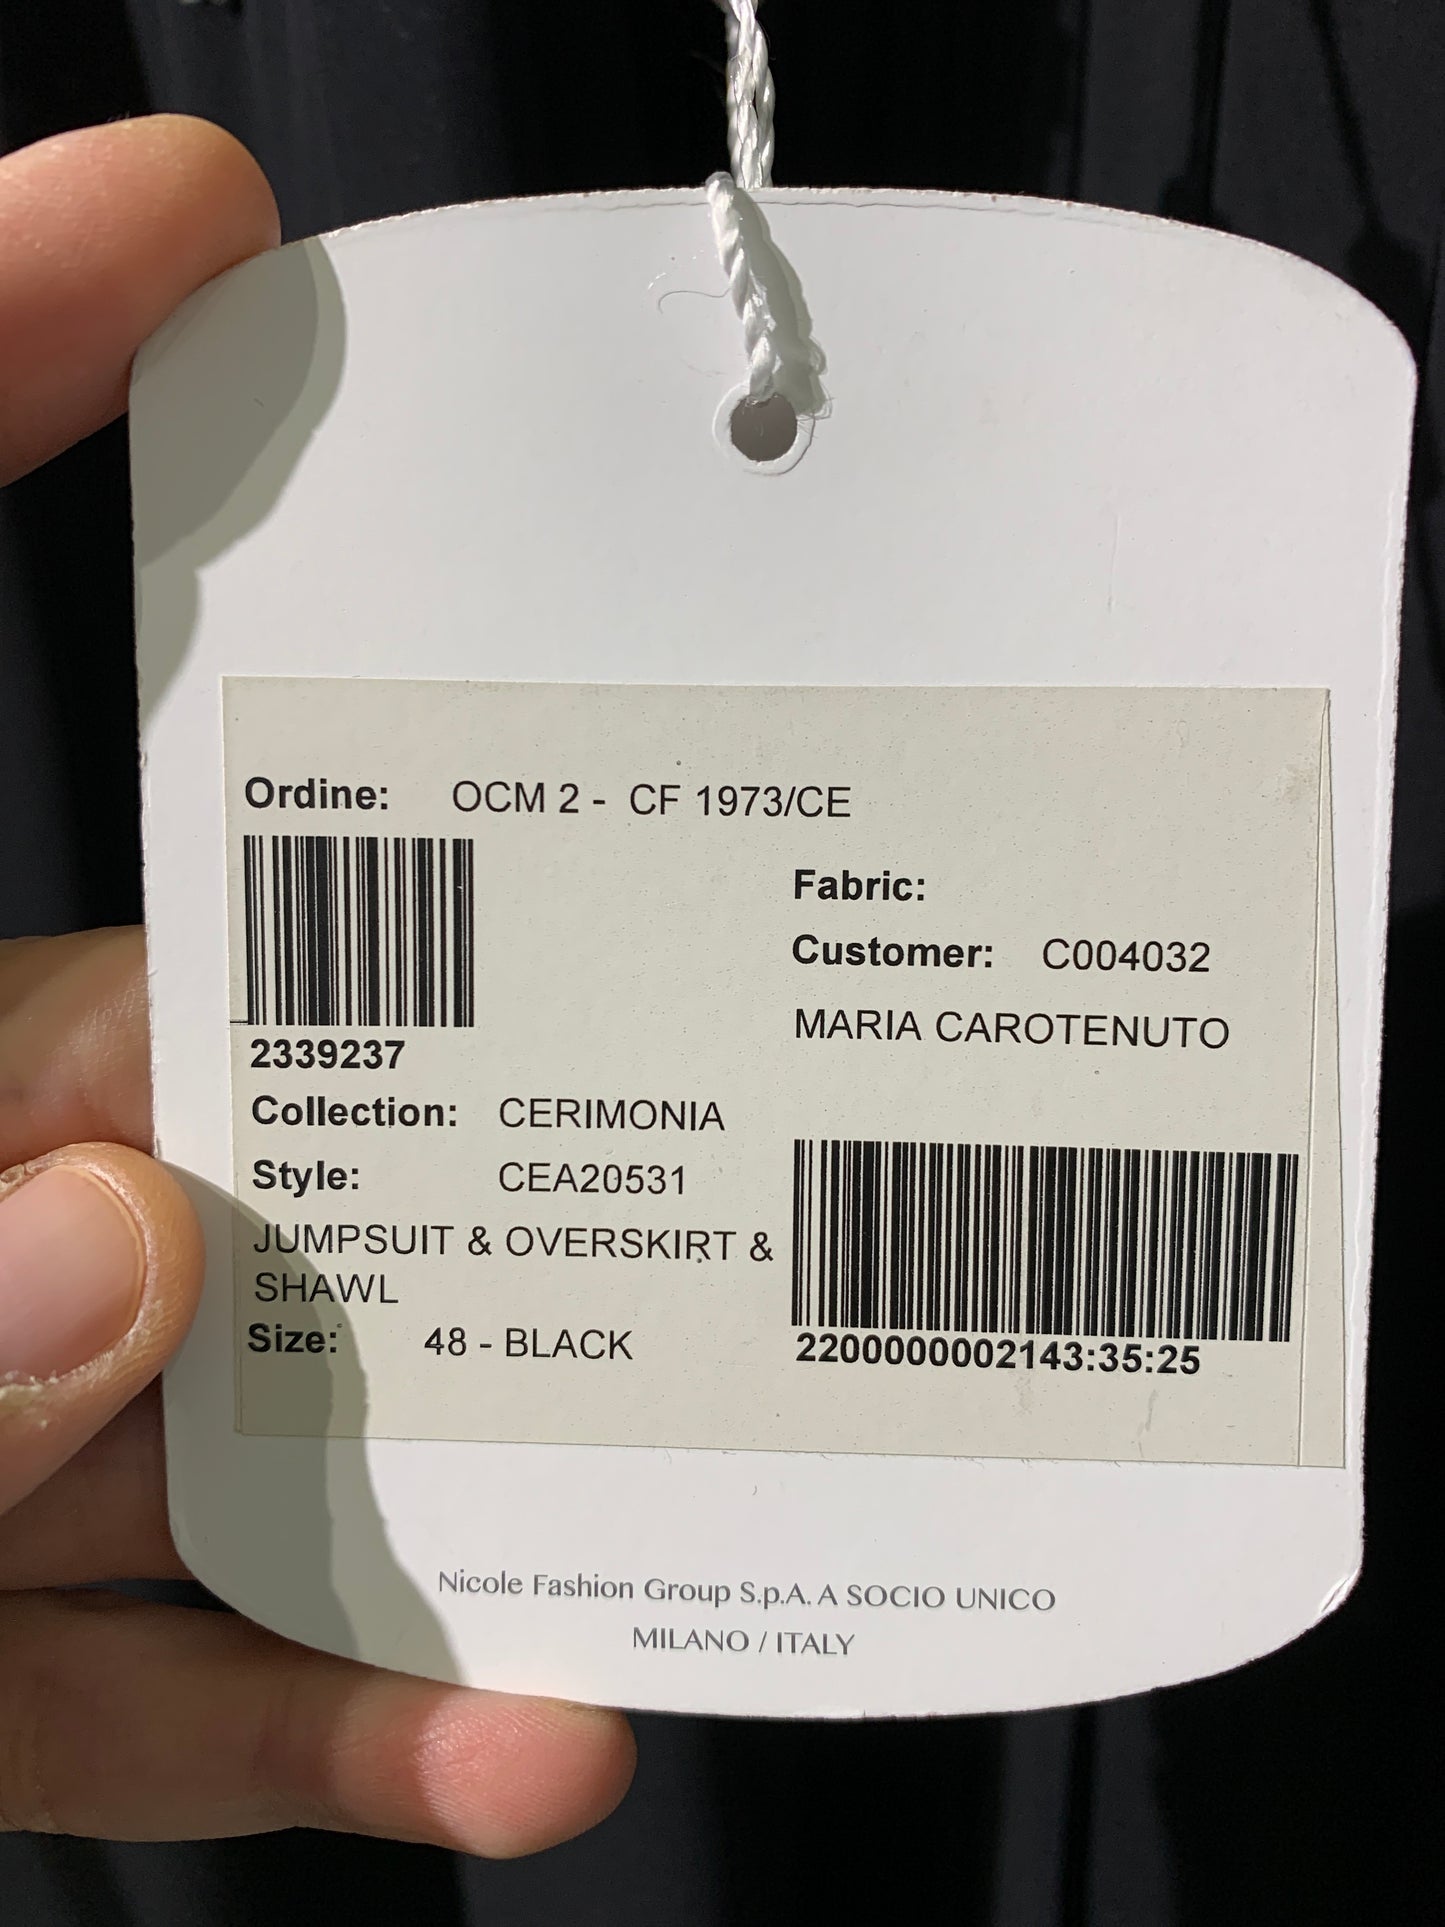 Ordine: OCM 2 - CF 1973/CE
2339237
Collection: CERIMONIA
Style: CEA20531
JUMPSUIT & OVERSKIRT &
SHAWL
Size: 48 - BLACK
Fabric:
Customer: C004032
MARIA CAROTENUTO
2200000002143:35:25
Nicole Fashion Group S.p.A. A SOCIO UNICO
MILANO / ITALY